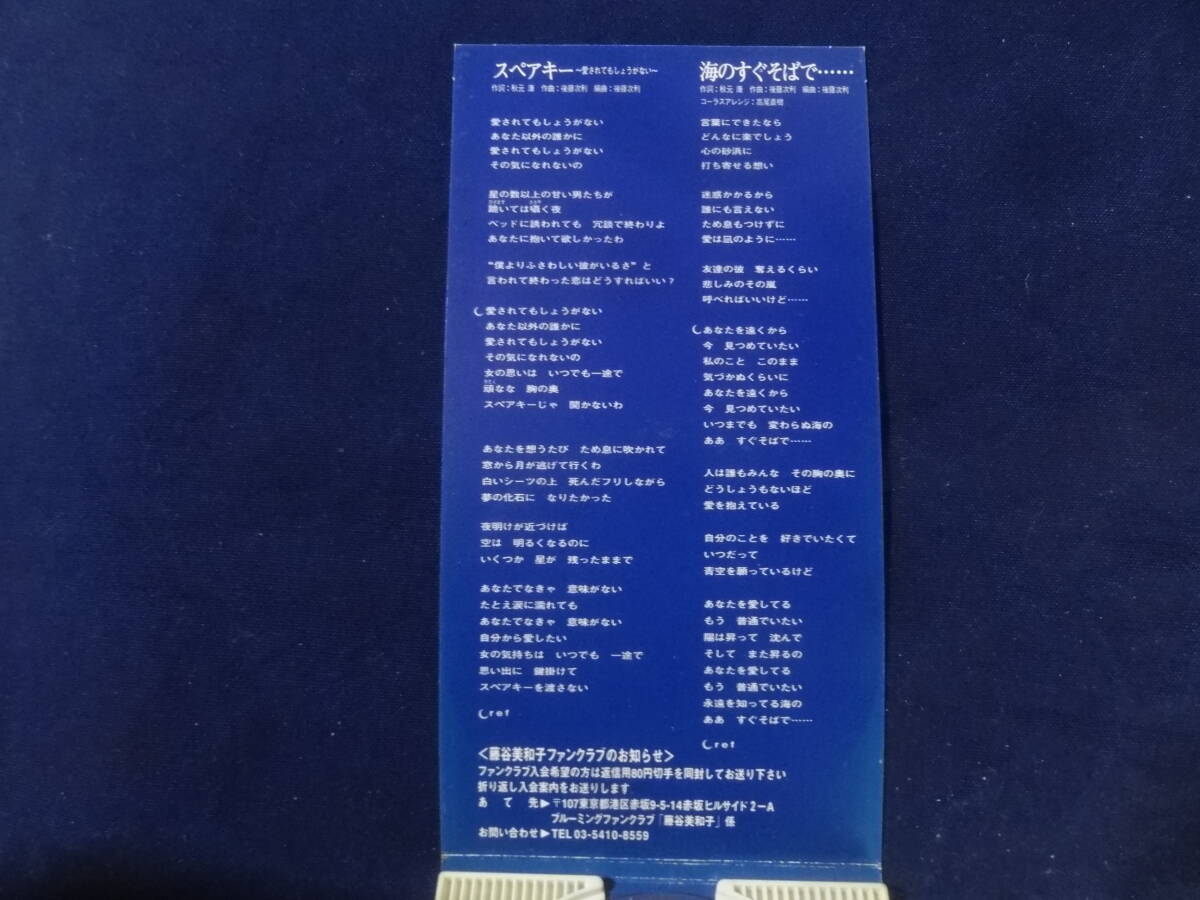 スペアキー~愛されてもしょうがない~
作詞:秋元 康 作曲:後藤次利 編曲:後藤次利
愛されてもしょうがない
あなた以外の誰かに
愛されてもしょうがない
その気になれないの
星の数以上の甘い男たちが
跪いては囁く夜
ベッドに誘われても 冗談で終わりよ
あなたに抱いて欲しかったわ
“僕よりふさわしい彼がいるさ”と
言われて終わった恋はどうすればいい?
愛されてもしょうがない
あなた以外の誰かに
愛されてもしょうがない
その気になれないの
女の思いは いつでも一途で
頑なな 胸の奥
スペアキーじゃ 開かないわ
あなたを想うたび ため息に吹かれて
窓から月が逃げて行くわ
白いシーツの上 死んだフリしながら
夢の化石に なりたかった
夜明けが近づけば
空は 明るくなるのに
いくつか 星が 残ったままで
あなたでなきゃ 意味がない
たとえ涙に濡れても
あなたでなきゃ 意味がない
自分から愛したい
女の気持ちは いつでも 一途で
思い出に 鍵掛けて
スペアキーを渡さない
ref
海のすぐそばで……
作詞:秋元 康 作曲:後藤次利 編曲:後藤次利
コーラスアレンジ:高尾直樹
言葉にできたなら
どんなに楽でしょう
心の砂浜に
打ち寄せる想い
迷惑かかるから
誰にも言えない
ため息もつけずに
愛は凪のように……
友達の彼 奪えるくらい
悲しみのその嵐
呼べればいいけど……
あなたを遠くから
今 見つめていたい
私のこと このまま
気づかぬくらいに
あなたを遠くから
今 見つめていたい
いつまでも 変わらぬ海の
ああ すぐそばで……
人は誰もみんな その胸の奥に
どうしょうもないほど
愛を抱えている
自分のことを 好きでいたくて
いつだって
青空を願っているけど
あなたを愛してる
もう 普通でいたい
陽は昇って 沈んで
そして また昇るの
あなたを愛してる
もう 普通でいたい
永遠を知ってる海の
ああ すぐそばで……
ref
<藤谷美和子ファンクラブのお知らせ>
ファンクラブ入会希望の方は返信用80円切手を同封してお送り下さい
折り返し入会案内をお送りします
あ て 先▶〒107東京都港区赤坂9-5-14赤坂ヒルサイド2-A
ブルーミングファンクラブ「藤谷美和子」係
お問い合わせ▶TEL 03-5410-8559